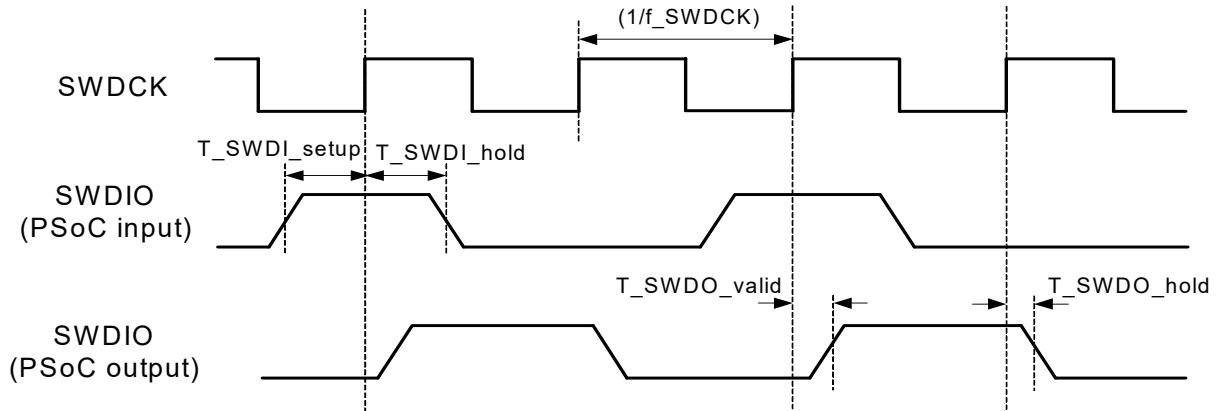 (1/f_SWDCK)
SWDCK
T_SWDI_setup
T_SWDI_hold
SWDIO
(PSoC input)
T_SWDO_valid
T_SWDO_hold
SWDIO
(PSoC output)